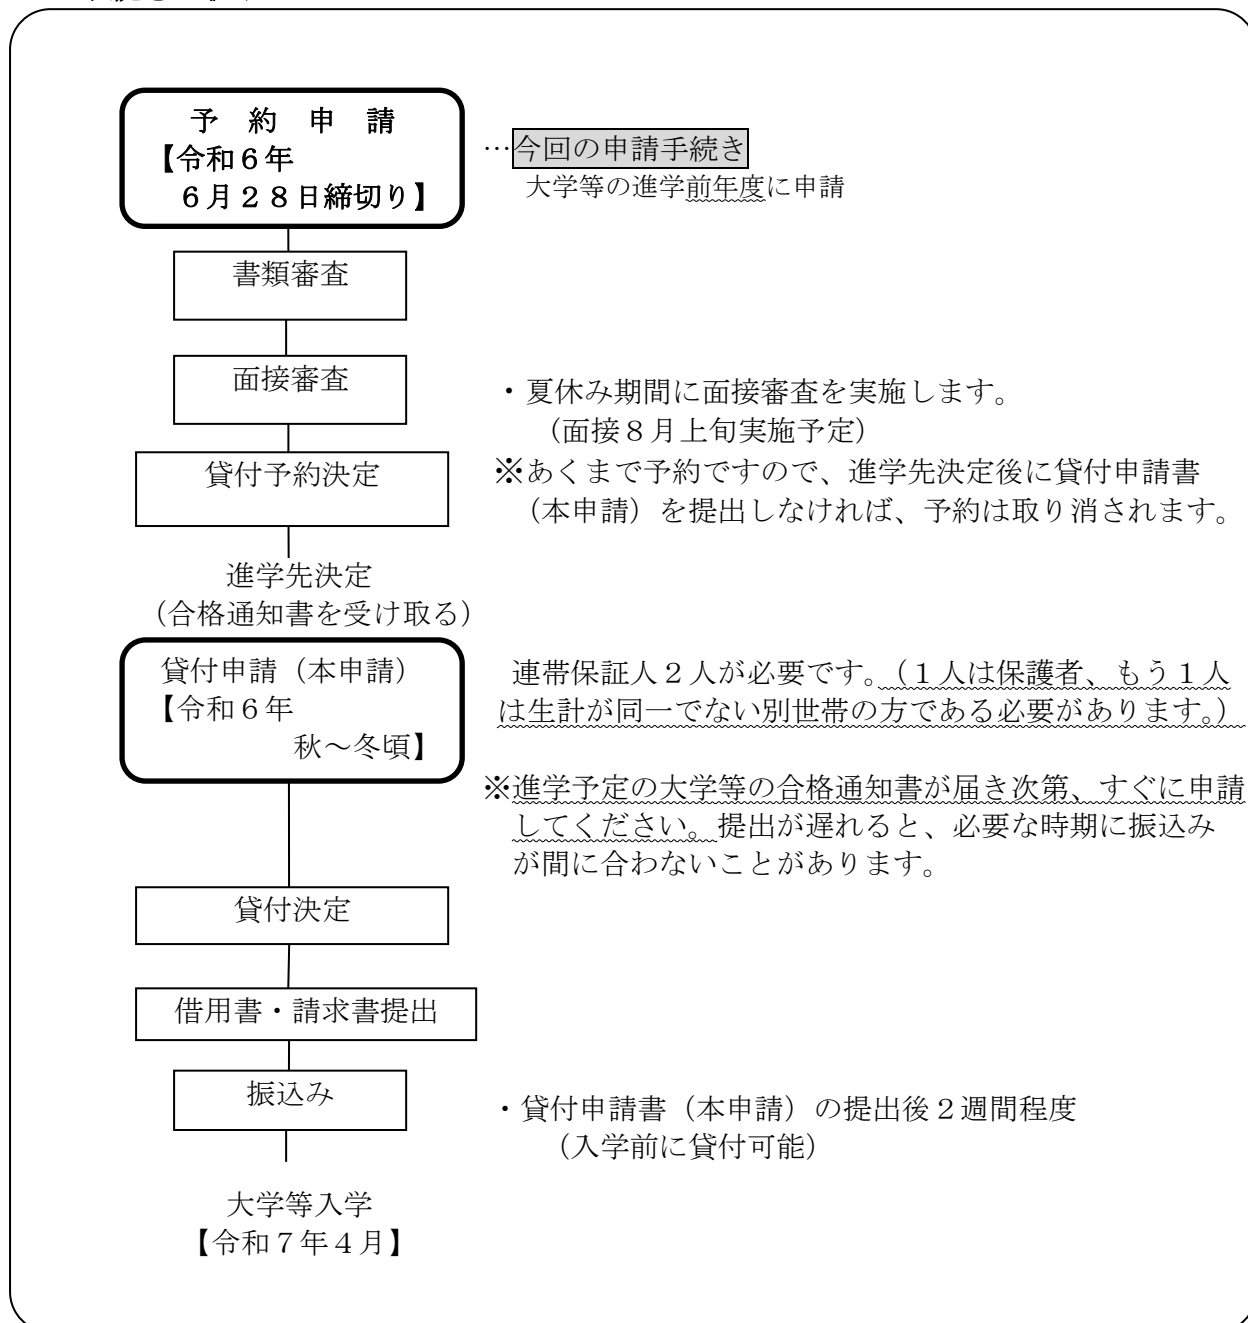 予 約 申 請
【令和６年
６月２８日締切り】
…今回の申請手続き
大学等の進学前年度に申請
書類審査
面接審査
・夏休み期間に面接審査を実施します。
（面接８月上旬実施予定）
貸付予約決定
※あくまで予約ですので、進学先決定後に貸付申請書
（本申請）を提出しなければ、予約は取り消されます。
進学先決定
（合格通知書を受け取る）
貸付申請（本申請）
【令和６年
秋～冬頃】
連帯保証人２人が必要です。（１人は保護者、もう１人
は生計が同一でない別世帯の方である必要があります。）
※進学予定の大学等の合格通知書が届き次第、すぐに申請
してください。提出が遅れると、必要な時期に振込み
が間に合わないことがあります。
貸付決定
借用書・請求書提出
振込み
・貸付申請書（本申請）の提出後２週間程度
（入学前に貸付可能）
大学等入学
【令和７年４月】